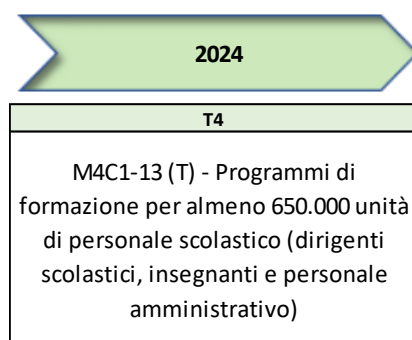 2024
T4
M4C1-13 (T) - Programmi di
formazione per almeno 650.000 unità
di personale scolastico (dirigenti
scolastici, insegnanti e personale
amministrativo)